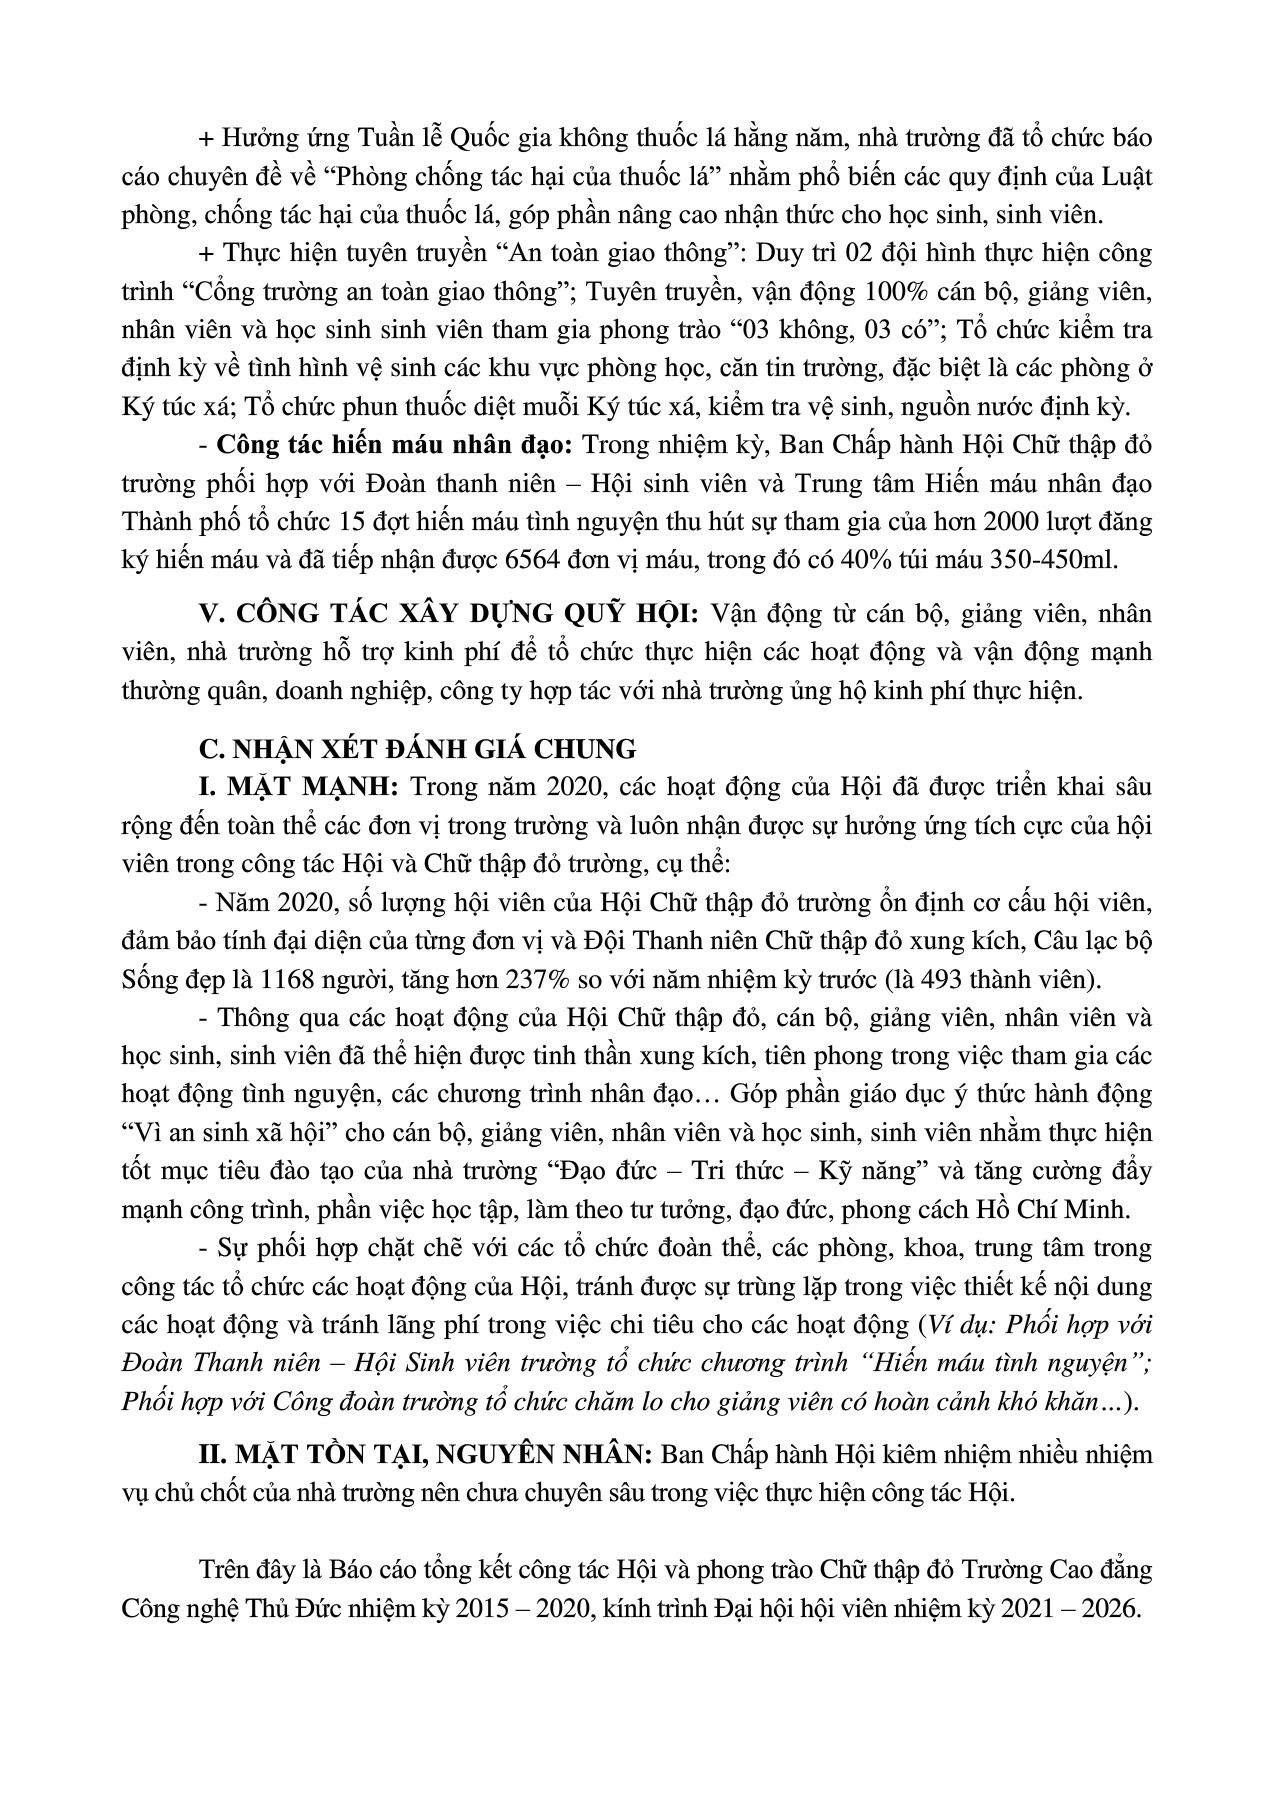 + Hưởng ứng Tuần lễ Quốc gia không thuốc lá hằng năm, nhà trường đã tổ chức báo
cáo chuyên đề về “Phòng chống tác hại của thuốc lá” nhằm phổ biến các quy định của Luật
phòng, chống tác hại của thuốc lá, góp phần nâng cao nhận thức cho học sinh, sinh viên.
+ Thực hiện tuyên truyền “An toàn giao thông”: Duy trì 02 đội hình thực hiện công
trình “Cổng trường an toàn giao thông”; Tuyên truyền, vận động 100% cán bộ, giảng viên,
nhân viên và học sinh sinh viên tham gia phong trào “03 không, 03 có”; Tổ chức kiểm tra
định kỳ về tình hình vệ sinh các khu vực phòng học, căn tin trường, đặc biệt là các phòng ở
Ký túc xá; Tổ chức phun thuốc diệt muỗi Ký túc xá, kiểm tra vệ sinh, nguồn nước định kỳ.
- Công tác hiến máu nhân đạo: Trong nhiệm kỳ, Ban Chấp hành Hội Chữ thập đỏ
trường phối hợp với Đoàn thanh niên – Hội sinh viên và Trung tâm Hiến máu nhân đạo
Thành phố tổ chức 15 đợt hiến máu tình nguyện thu hút sự tham gia của hơn 2000 lượt đăng
ký hiến máu và đã tiếp nhận được 6564 đơn vị máu, trong đó có 40% túi máu 350-450ml.
V. CÔNG TÁC XÂY DỰNG QUỸ HỘI: Vận động từ cán bộ, giảng viên, nhân
viên, nhà trường hỗ trợ kinh phí để tổ chức thực hiện các hoạt động và vận động mạnh
thường quân, doanh nghiệp, công ty hợp tác với nhà trường ủng hộ kinh phí thực hiện.
C. NHẬN XÉT ĐÁNH GIÁ CHUNG
I. MẶT MẠNH: Trong năm 2020, các hoạt động của Hội đã được triển khai sâu
rộng đến toàn thể các đơn vị trong trường và luôn nhận được sự hưởng ứng tích cực của hội
viên trong công tác Hội và Chữ thập đỏ trường, cụ thể:
- Năm 2020, số lượng hội viên của Hội Chữ thập đỏ trường ổn định cơ cấu hội viên,
đảm bảo tính đại diện của từng đơn vị và Đội Thanh niên Chữ thập đỏ xung kích, Câu lạc bộ
Sống đẹp là 1168 người, tăng hơn 237% so với năm nhiệm kỳ trước (là 493 thành viên).
- Thông qua các hoạt động của Hội Chữ thập đỏ, cán bộ, giảng viên, nhân viên và
học sinh, sinh viên đã thể hiện được tinh thần xung kích, tiên phong trong việc tham gia các
hoạt động tình nguyện, các chương trình nhân đạo… Góp phần giáo dục ý thức hành động
“Vì an sinh xã hội” cho cán bộ, giảng viên, nhân viên và học sinh, sinh viên nhằm thực hiện
tốt mục tiêu đào tạo của nhà trường “Đạo đức – Tri thức – Kỹ năng” và tăng cường đẩy
mạnh công trình, phần việc học tập, làm theo tư tưởng, đạo đức, phong cách Hồ Chí Minh.
- Sự phối hợp chặt chẽ với các tổ chức đoàn thể, các phòng, khoa, trung tâm trong
công tác tổ chức các hoạt động của Hội, tránh được sự trùng lặp trong việc thiết kế nội dung
các hoạt động và tránh lãng phí trong việc chi tiêu cho các hoạt động (Ví dụ: Phối hợp với
Đoàn Thanh niên – Hội Sinh viên trường tổ chức chương trình “Hiến máu tình nguyện”;
Phối hợp với Công đoàn trường tổ chức chăm lo cho giảng viên có hoàn cảnh khó khăn…).
II. MẶT TỒN TẠI, NGUYÊN NHÂN: Ban Chấp hành Hội kiêm nhiệm nhiều nhiệm
vụ chủ chốt của nhà trường nên chưa chuyên sâu trong việc thực hiện công tác Hội.
Trên đây là Báo cáo tổng kết công tác Hội và phong trào Chữ thập đỏ Trường Cao đẳng
Công nghệ Thủ Đức nhiệm kỳ 2015 – 2020, kính trình Đại hội hội viên nhiệm kỳ 2021 – 2026.